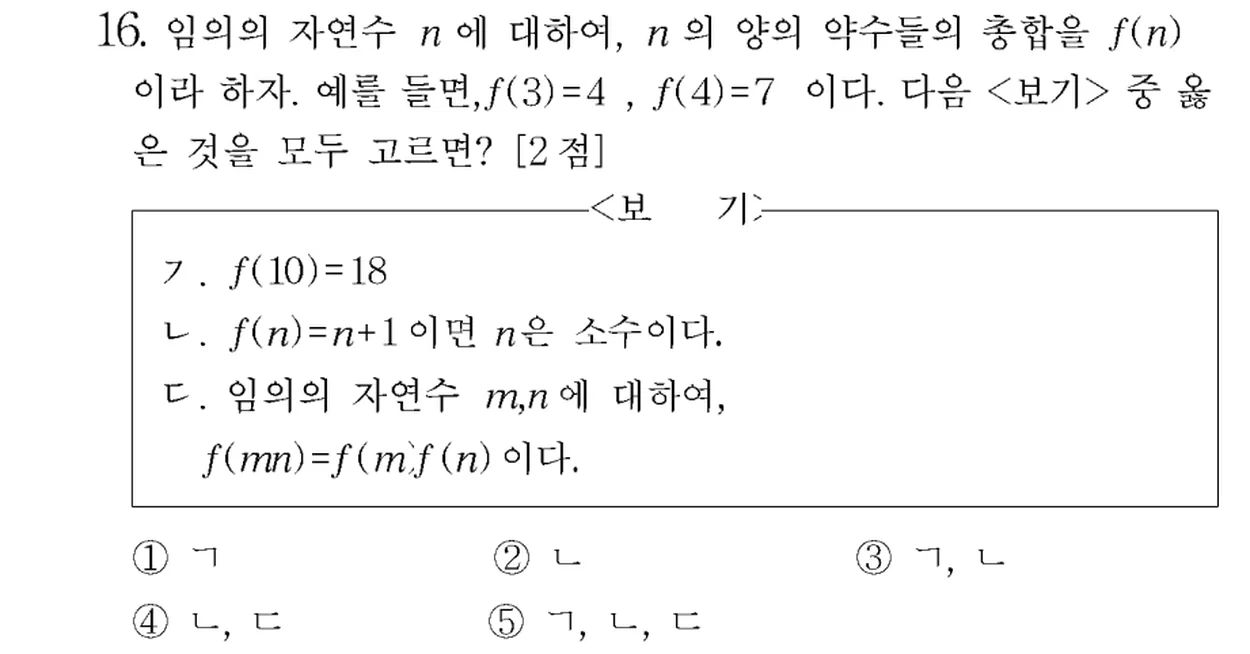 16. 임의의 자연수 n 에 대하여, n 의 양의 약수들의 총합을 f(n)
이라 하자. 예를 들면,f(3)=4 , f(4)=7 이다. 다음 <보기> 중 옳
은 것을 모두 고르면? [2점]
<보 기>
ㄱ. f(10)=18
ㄴ. f(n)=n+1이면 n은 소수이다.
ㄷ. 임의의 자연수 m,n에 대하여,
f(mn)=f(m)f(n)이다.
① ㄱ ② ㄴ ③ ㄱ, ㄴ
④ ㄴ, ㄷ ⑤ ㄱ, ㄴ, ㄷ